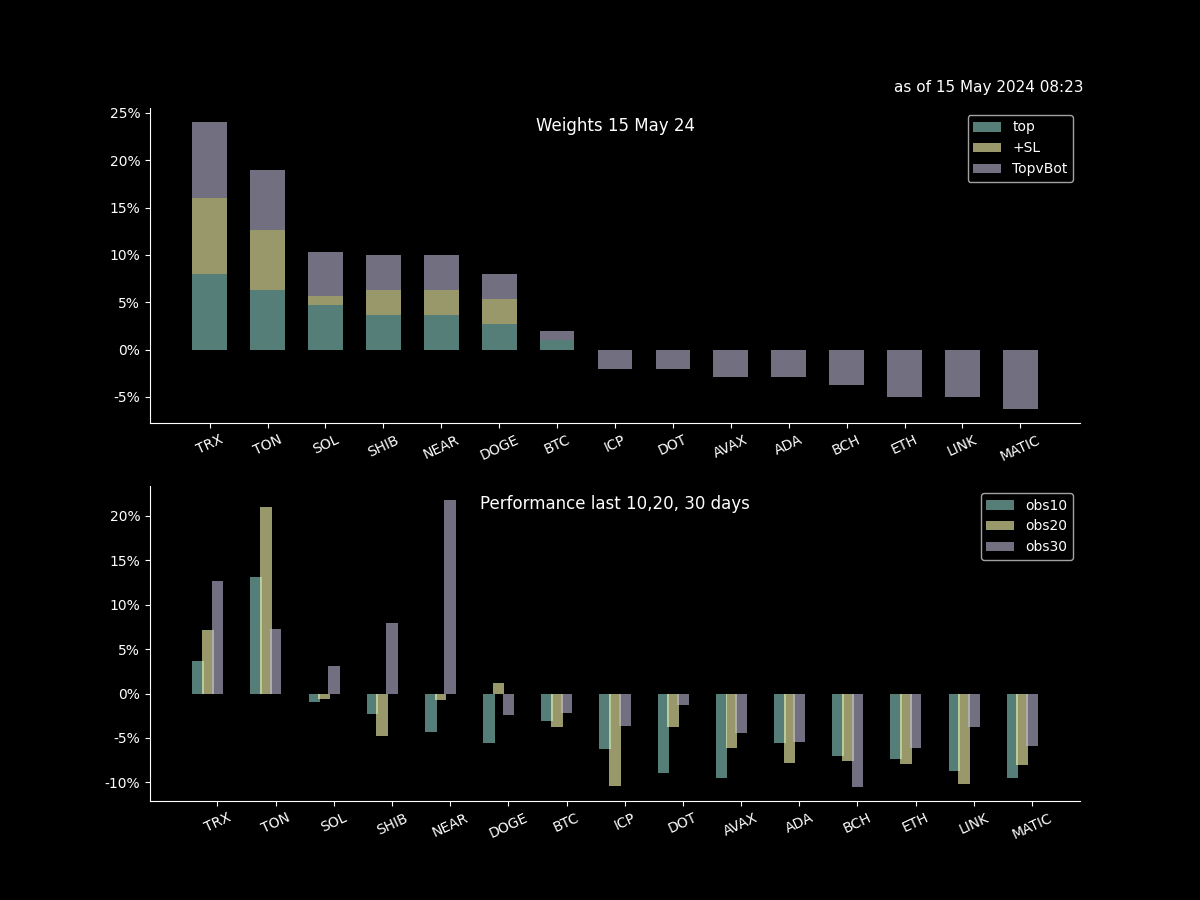 as of 15 May 2024 08:23
Weights 15 May 24
top
+SL
TopvBot
25%
20%
15%
10%
5%
0%
-5%
TRX TON SOL SHIB NEAR DOGE BTC ICP DOT AVAX ADA BCH ETH LINK MATIC
Performance last 10,20, 30 days
obs10
obs20
obs30
20%
15%
10%
5%
0%
-5%
-10%
TRX TON SOL SHIB NEAR DOGE BTC ICP DOT AVAX ADA BCH ETH LINK MATIC